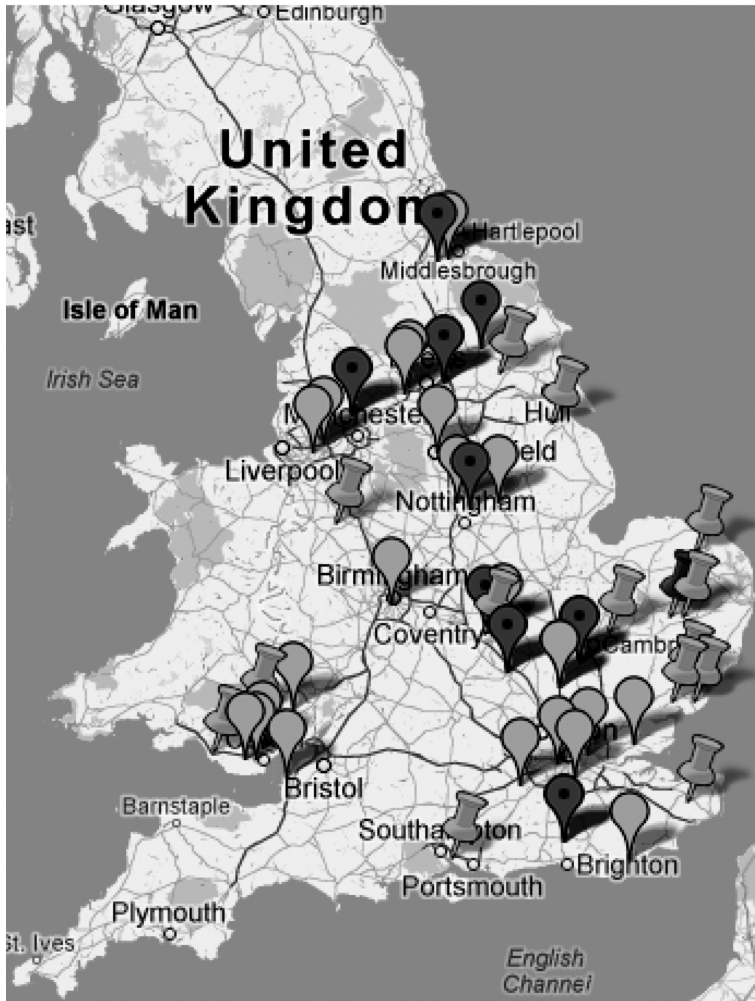 Glasgow
Edinburgh
United
Kingdom
Hartlepool
Middlesbrough
Isle of Man
Irish Sea
Hull
Liverpool
Nottingham
Birmingham
Coventry
Bristol
Barnstaple
Southampton
Brighton
Portsmouth
Plymouth
St. Ives
English
Channel